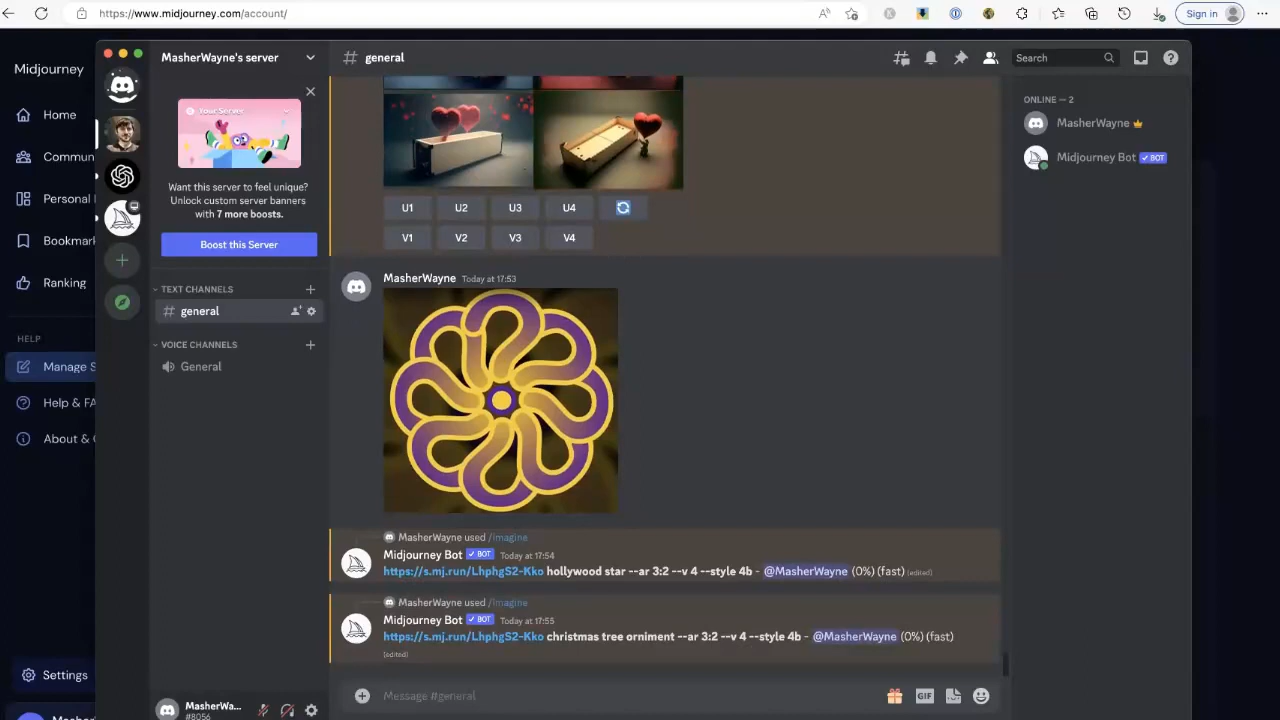 https://www.midjourney.com/account/
Sign in
Midjourney
Home
Commun
Personal
Bookmar
Ranking
HELP
Manage S
Help & FA
About &
Settings
MasherWayne's server
Your Server
Want this server to feel unique?
Unlock custom server banners
with 7 more boosts.
Boost this Server
TEXT CHANNELS
# general
VOICE CHANNELS
General
MasherWa...
#8056
# general
Search
U1 U2 U3 U4
V1 V2 V3 V4
MasherWayne Today at 17:53
MasherWayne used /imagine
Midjourney Bot ✓ BOT Today at 17:54
https://s.mj.run/LhphgS2-Kko hollywood star --ar 3:2 --v 4 --style 4b - @MasherWayne (0%) (fast) (edited)
MasherWayne used /imagine
Midjourney Bot ✓ BOT Today at 17:55
https://s.mj.run/LhphgS2-Kko christmas tree orniment --ar 3:2 --v 4 --style 4b - @MasherWayne (0%) (fast)
(edited)
Message #general
GIF
ONLINE — 2
MasherWayne
Midjourney Bot ✓ BOT